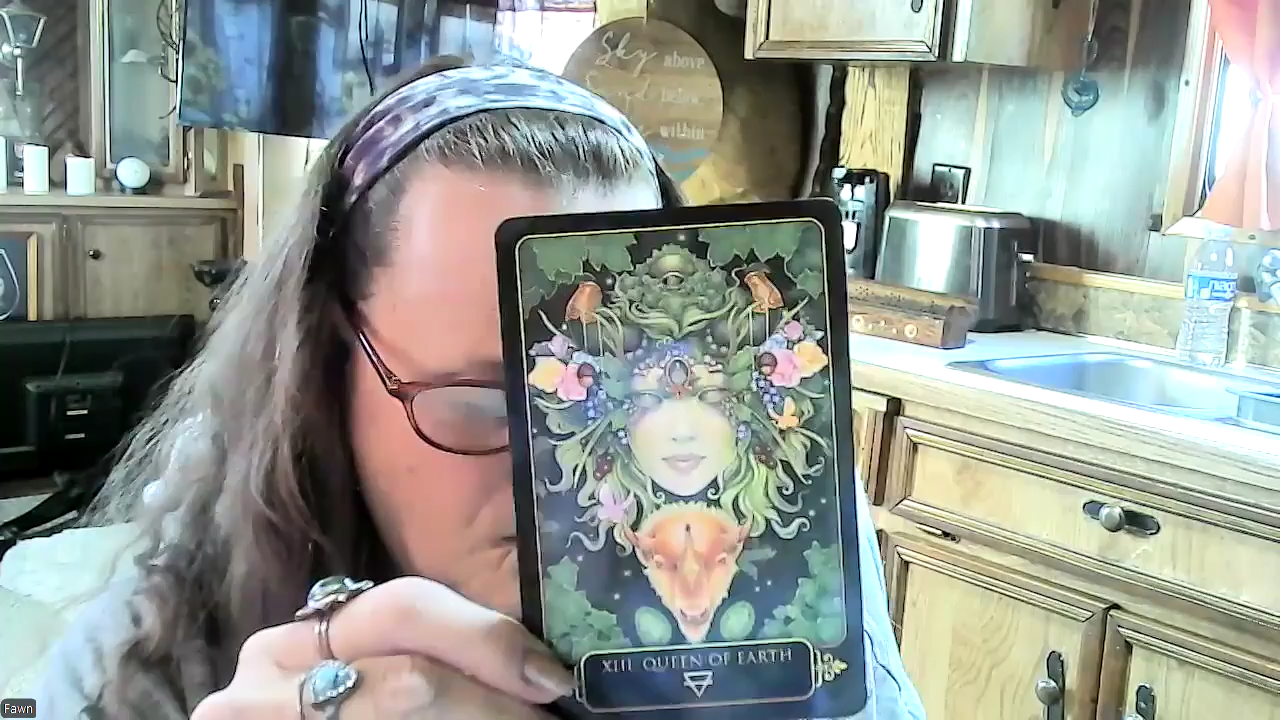 Sky above
below
within
XIII QUEEN OF EARTH
Fawn